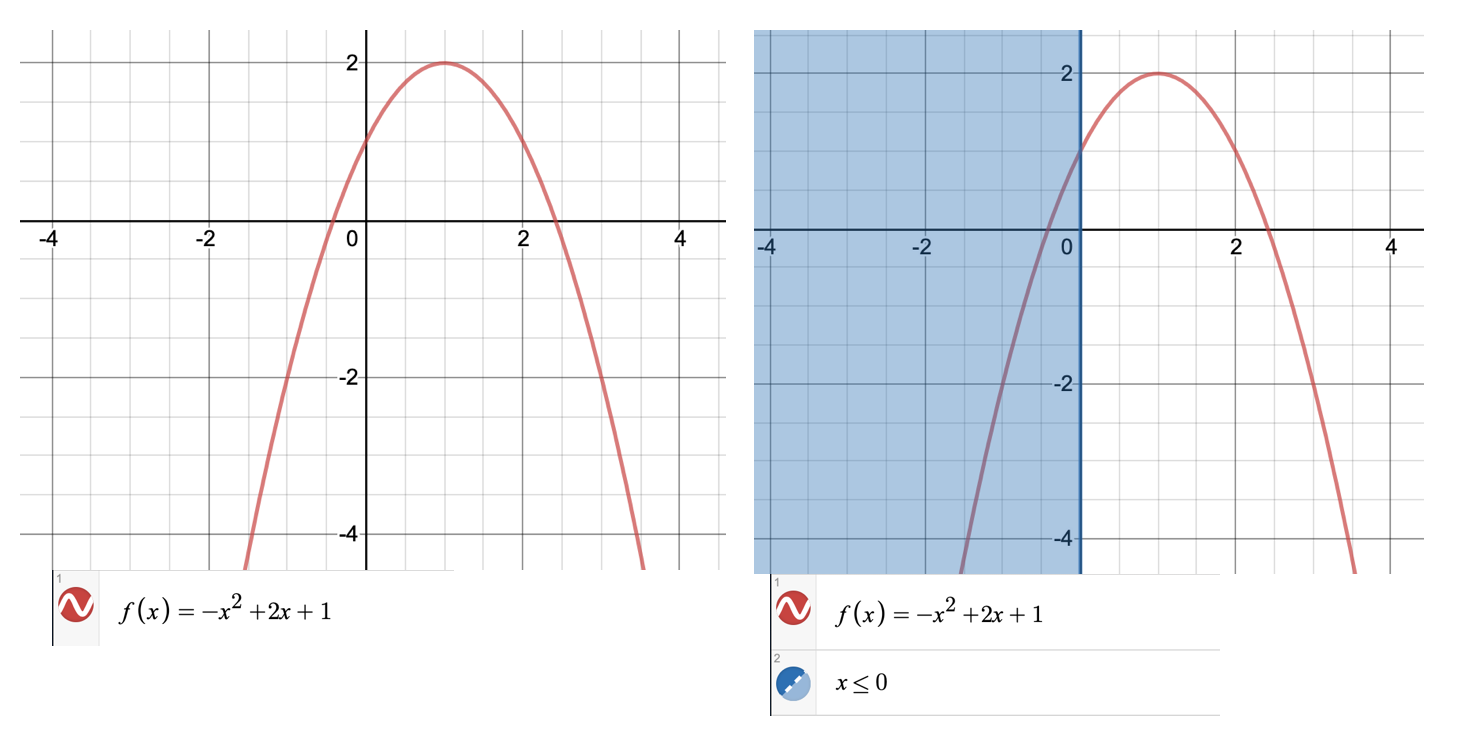 2
-4 -2 0 2 4
-2
-4
1
f(x) = −x² +2x + 1
2
-4 -2 0 2 4
-2
-4
1
f(x) = −x² +2x + 1
2
x ≤ 0